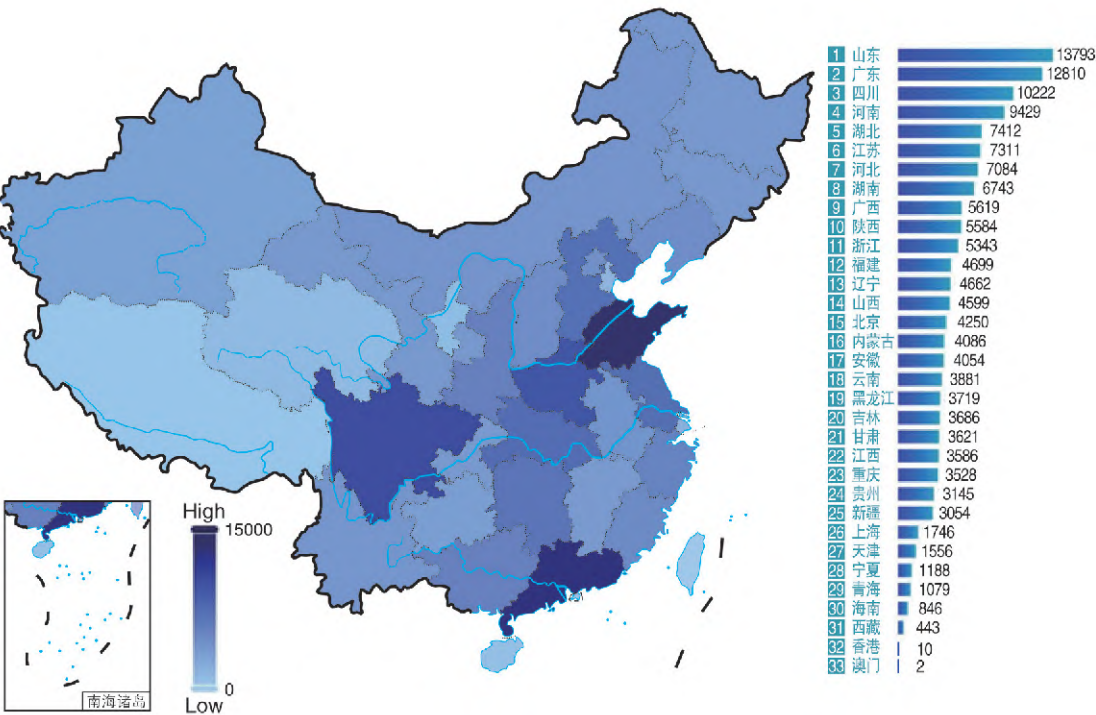 1 山东 13793
2 广东 12810
3 四川 10222
4 河南 9429
5 湖北 7412
6 江苏 7311
7 河北 7084
8 湖南 6743
9 广西 5619
10 陕西 5584
11 浙江 5343
12 福建 4699
13 辽宁 4662
14 山西 4599
15 北京 4250
16 内蒙古 4086
17 安徽 4054
18 云南 3881
19 黑龙江 3719
20 吉林 3686
21 甘肃 3621
22 江西 3586
23 重庆 3528
24 贵州 3145
25 新疆 3054
26 上海 1746
27 天津 1556
28 宁夏 1188
29 青海 1079
30 海南 846
31 西藏 443
32 香港 10
33 澳门 2
High
15000
0
Low
南海诸岛